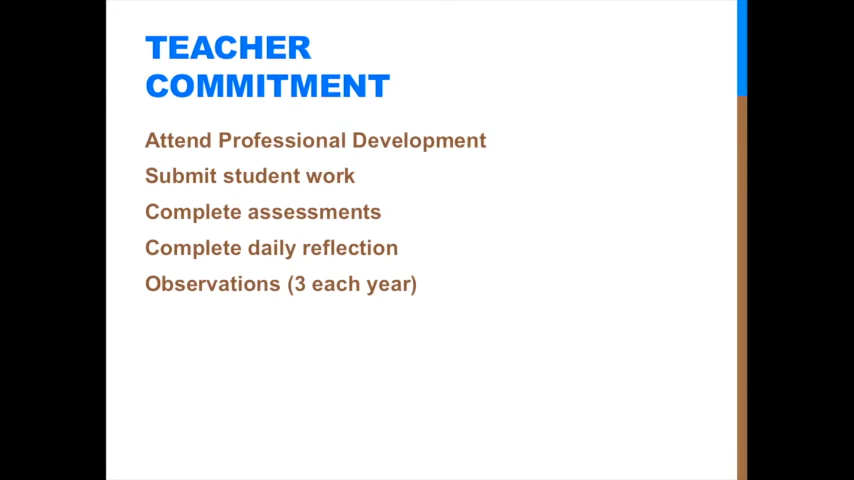 TEACHER
COMMITMENT
Attend Professional Development
Submit student work
Complete assessments
Complete daily reflection
Observations (3 each year)